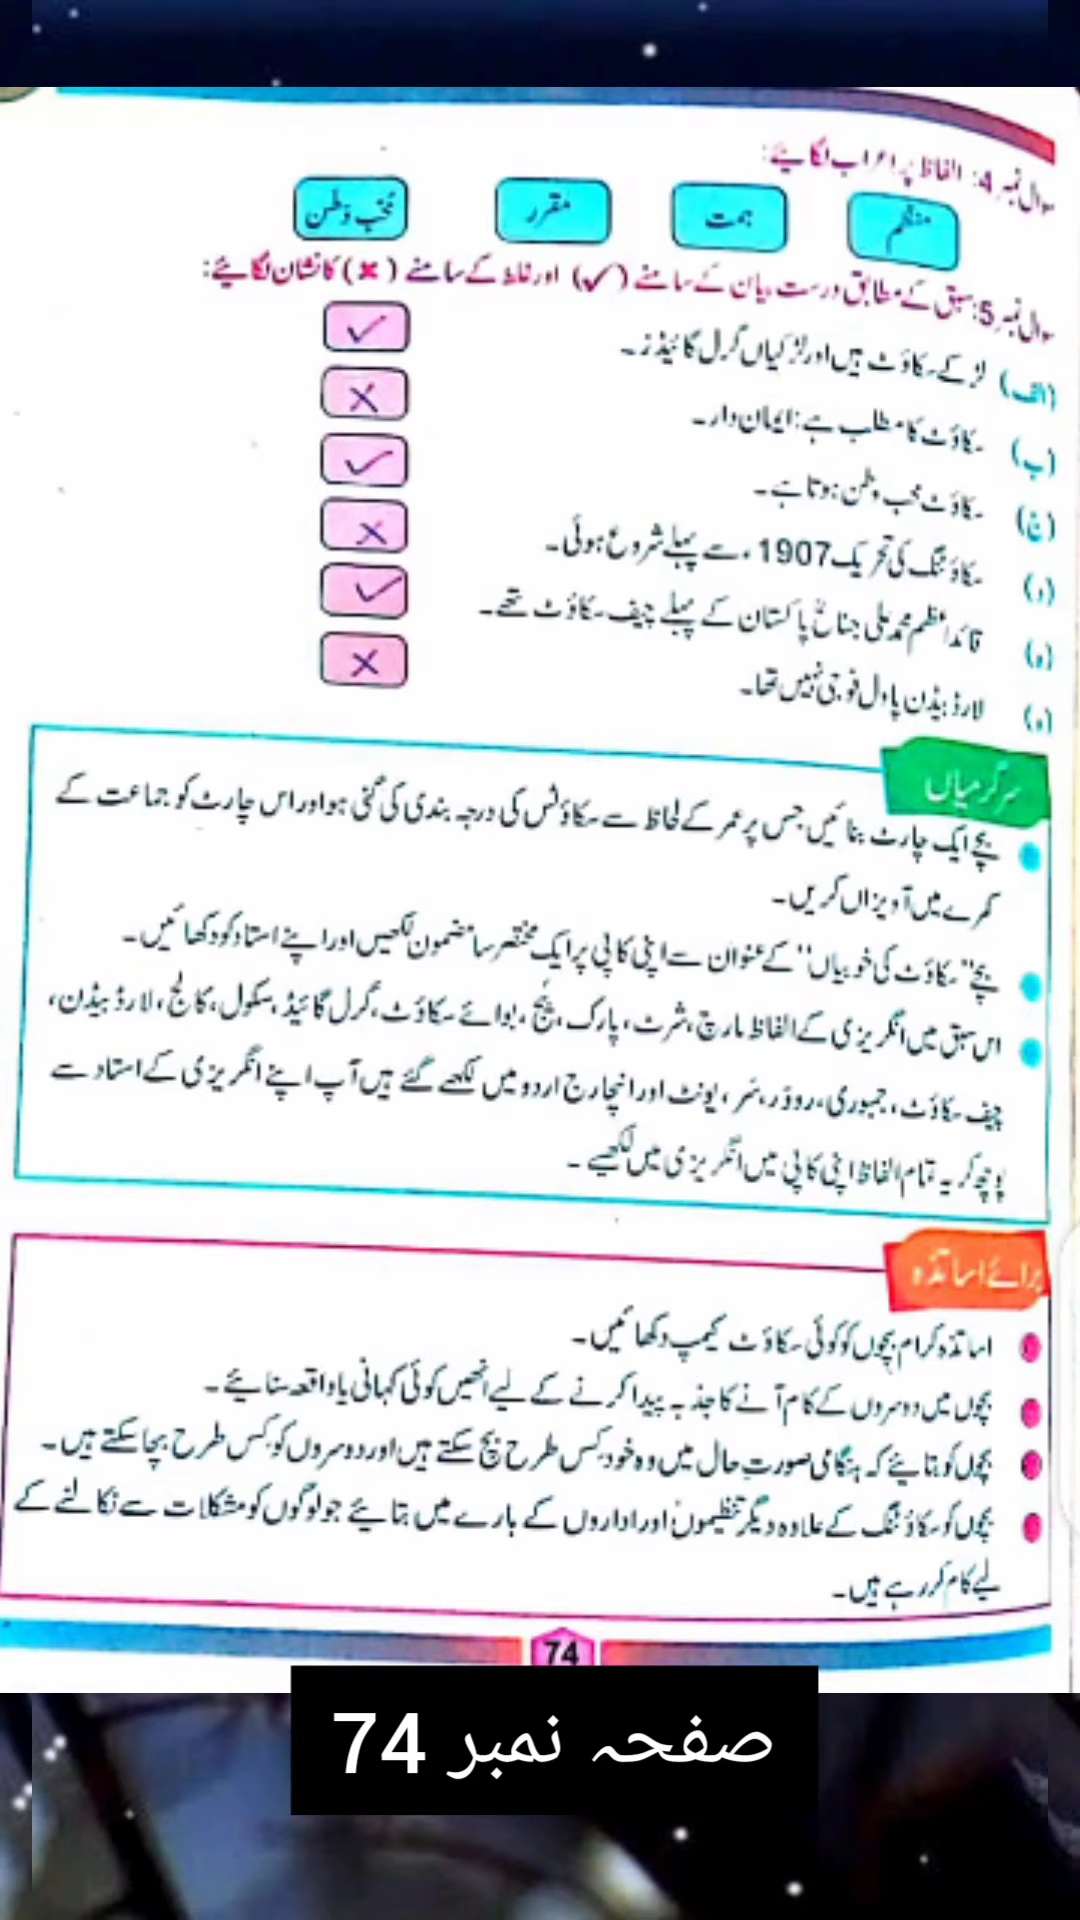 سوال نمبر 4: الفاظ پر اعراب لگائیے:
منظم ہمت مقرر محب وطن
سوال نمبر 5: سبق کے مطابق درست بیان کے سامنے (✓) اور غلط کے سامنے (✖) کا نشان لگائیے:
(الف) لڑکے سکاؤٹ ہیں اور لڑکیاں گرل گائیڈز۔ ✓
(ب) سکاؤٹ کا مطلب ہے: ایمان دار۔ ✗
(ج) سکاؤٹ محب وطن ہوتا ہے۔ ✓
(د) سکاؤٹنگ کی تحریک 1907ء سے پہلے شروع ہوئی۔ ✗
(ہ) قائداعظم محمد علی جناحؒ پاکستان کے پہلے چیف سکاؤٹ تھے۔ ✓
(و) لارڈ بیڈن پاول فوجی نہیں تھا۔ ✗
سرگرمیاں
بچے ایک چارٹ بنائیں جس پر عمر کے لحاظ سے سکاؤٹس کی درجہ بندی کی گئی ہو اور اس چارٹ کو جماعت کے
کمرے میں آویزاں کریں۔
بچے "سکاؤٹ کی خوبیاں" کے عنوان سے اپنی کاپی پر ایک مختصر سا مضمون لکھیں اور اپنے استاد کو دکھائیں۔
اس سبق میں انگریزی کے الفاظ مارچ، شرٹ، پارک، بیج، بوائے سکاؤٹ، گرل گائیڈ، سکول، کالج، لارڈ بیڈن،
چیف سکاؤٹ، جمبوری، روور، سر، یونٹ اور انچارج اردو میں لکھے گئے ہیں آپ اپنے انگریزی کے استاد سے
پوچھ کر یہ تمام الفاظ اپنی کاپی میں انگریزی میں لکھیے۔
برائے اساتذہ
اساتذہ کرام بچوں کو کوئی سکاؤٹ کیمپ دکھائیں۔
بچوں میں دوسروں کے کام آنے کا جذبہ پیدا کرنے کے لیے انھیں کوئی کہانی یا واقعہ سنائیے۔
بچوں کو بتایئے کہ ہنگامی صورتِ حال میں وہ خود کس طرح بچ سکتے ہیں اور دوسروں کو کس طرح بچا سکتے ہیں۔
بچوں کو سکاؤٹنگ کے علاوہ دیگر تنظیموں اور اداروں کے بارے میں بتایئے جو لوگوں کو مشکلات سے نکالنے کے
لیے کام کر رہے ہیں۔
74
صفحہ نمبر 74